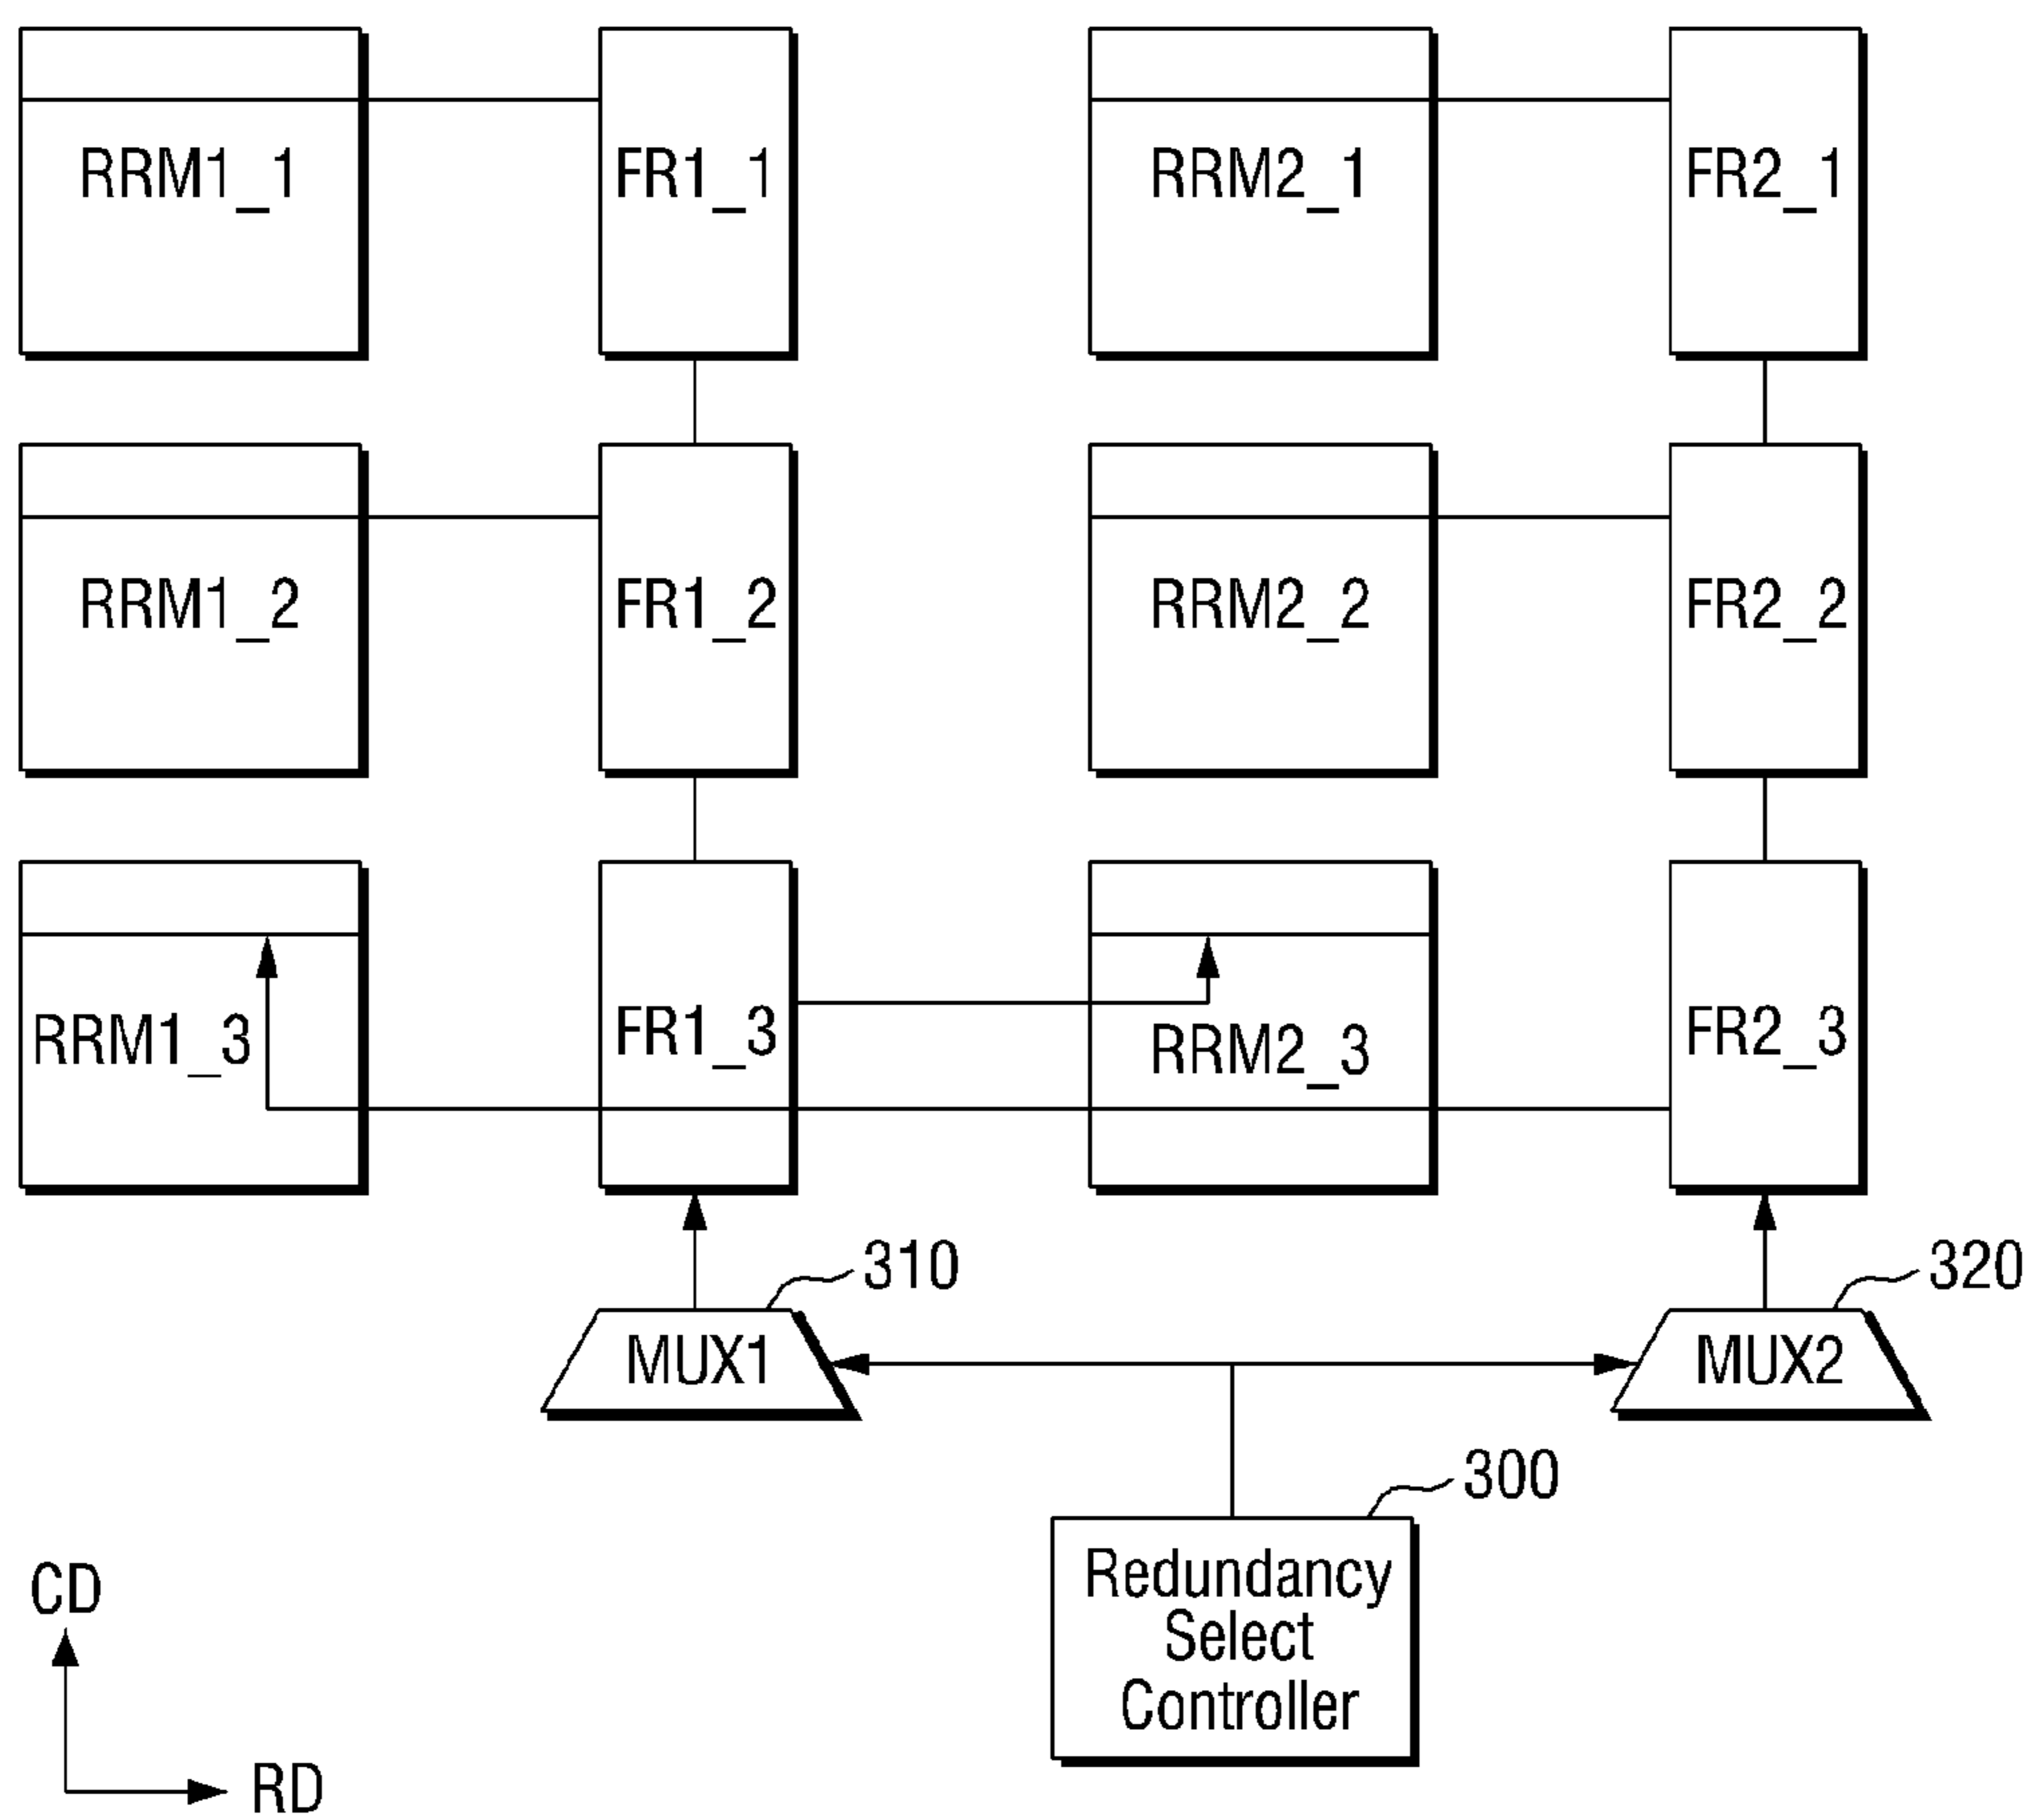 RRM1_1
FR1_1
RRM2_1
FR2_1
RRM1_2
FR1_2
RRM2_2
FR2_2
RRM1_3
FR1_3
RRM2_3
FR2_3
310
320
MUX1
MUX2
300
Redundancy
Select
Controller
CD
RD